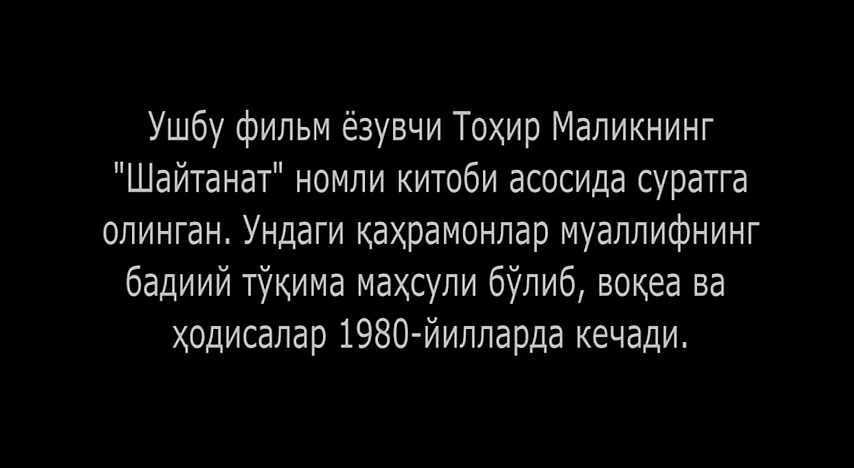 Ушбу фильм ёзувчи Тоҳир Маликнинг
"Шайтанат" номли китоби асосида суратга
олинган. Ундаги қаҳрамонлар муаллифнинг
бадиий тўқима маҳсули бўлиб, воқеа ва
ҳодисалар 1980-йилларда кечади.